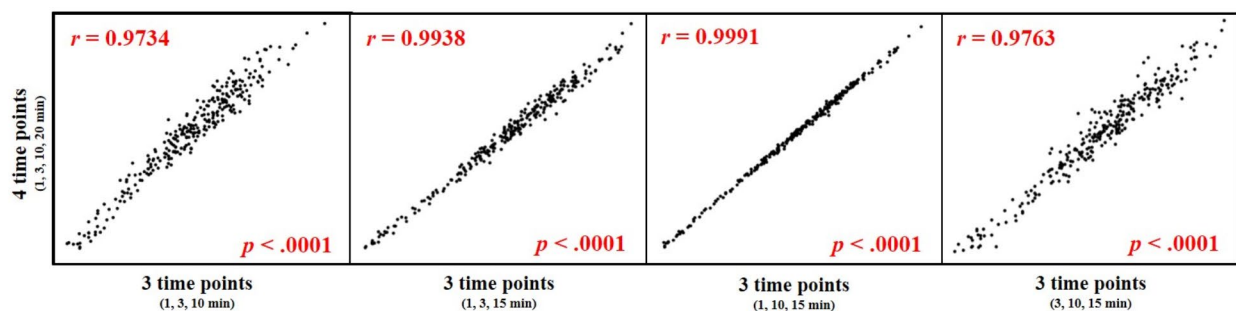 r = 0.9734
r = 0.9938
r = 0.9991
r = 0.9763
4 time points
(1, 3, 10, 20 min)
p < .0001
p < .0001
p < .0001
p < .0001
3 time points
(1, 3, 10 min)
3 time points
(1, 3, 15 min)
3 time points
(1, 10, 15 min)
3 time points
(3, 10, 15 min)